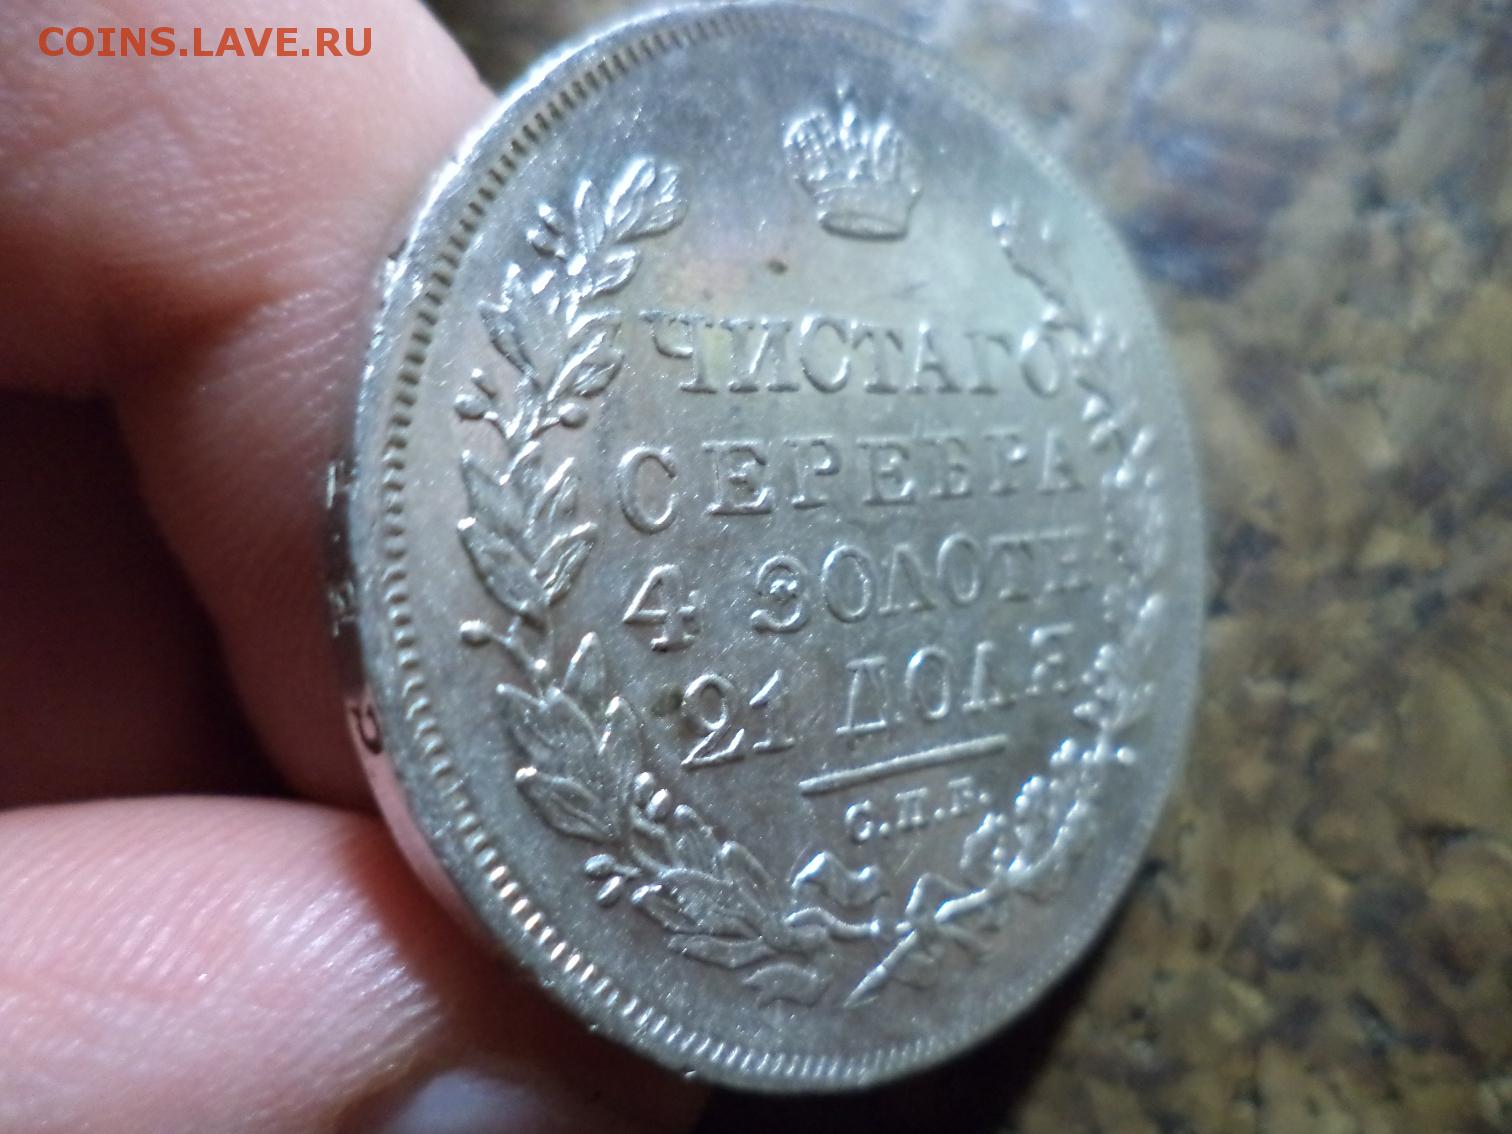 COINS.LAVE.RU
ЧИСТАГО
СЕРЕБРА
4 ЗОЛОТН
21 ДОЛЯ.
С.П.Б.